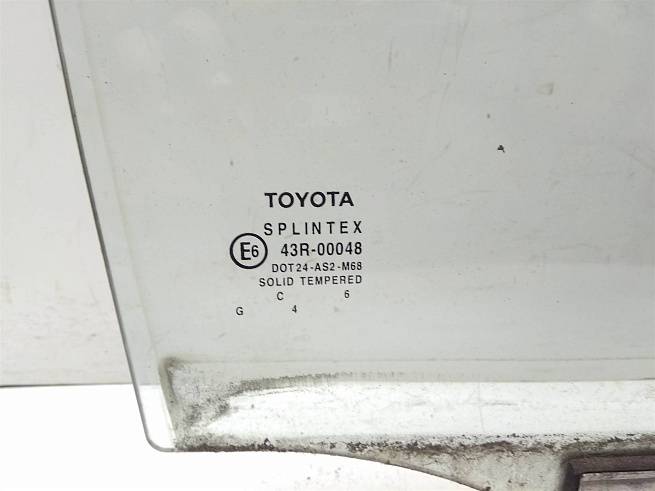 TOYOTA
SPLINTEX
E6 43R-00048
DOT24-AS2-M68
SOLID TEMPERED
C 6
G 4